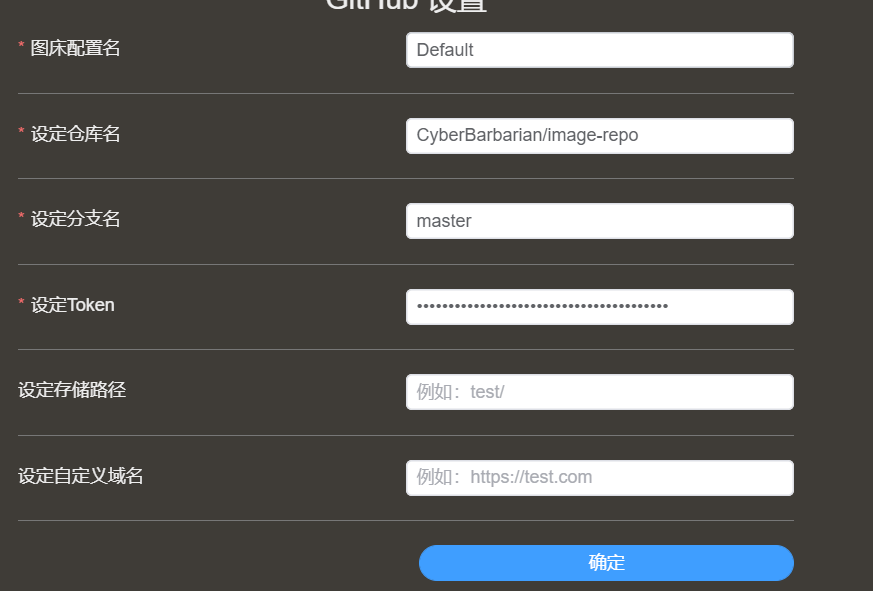 GitHub 设置
* 图床配置名
Default
* 设定仓库名
CyberBarbarian/image-repo
* 设定分支名
master
* 设定Token
••••••••••••••••••••••••••••••••••••••••
设定存储路径
例如：test/
设定自定义域名
例如：https://test.com
确定